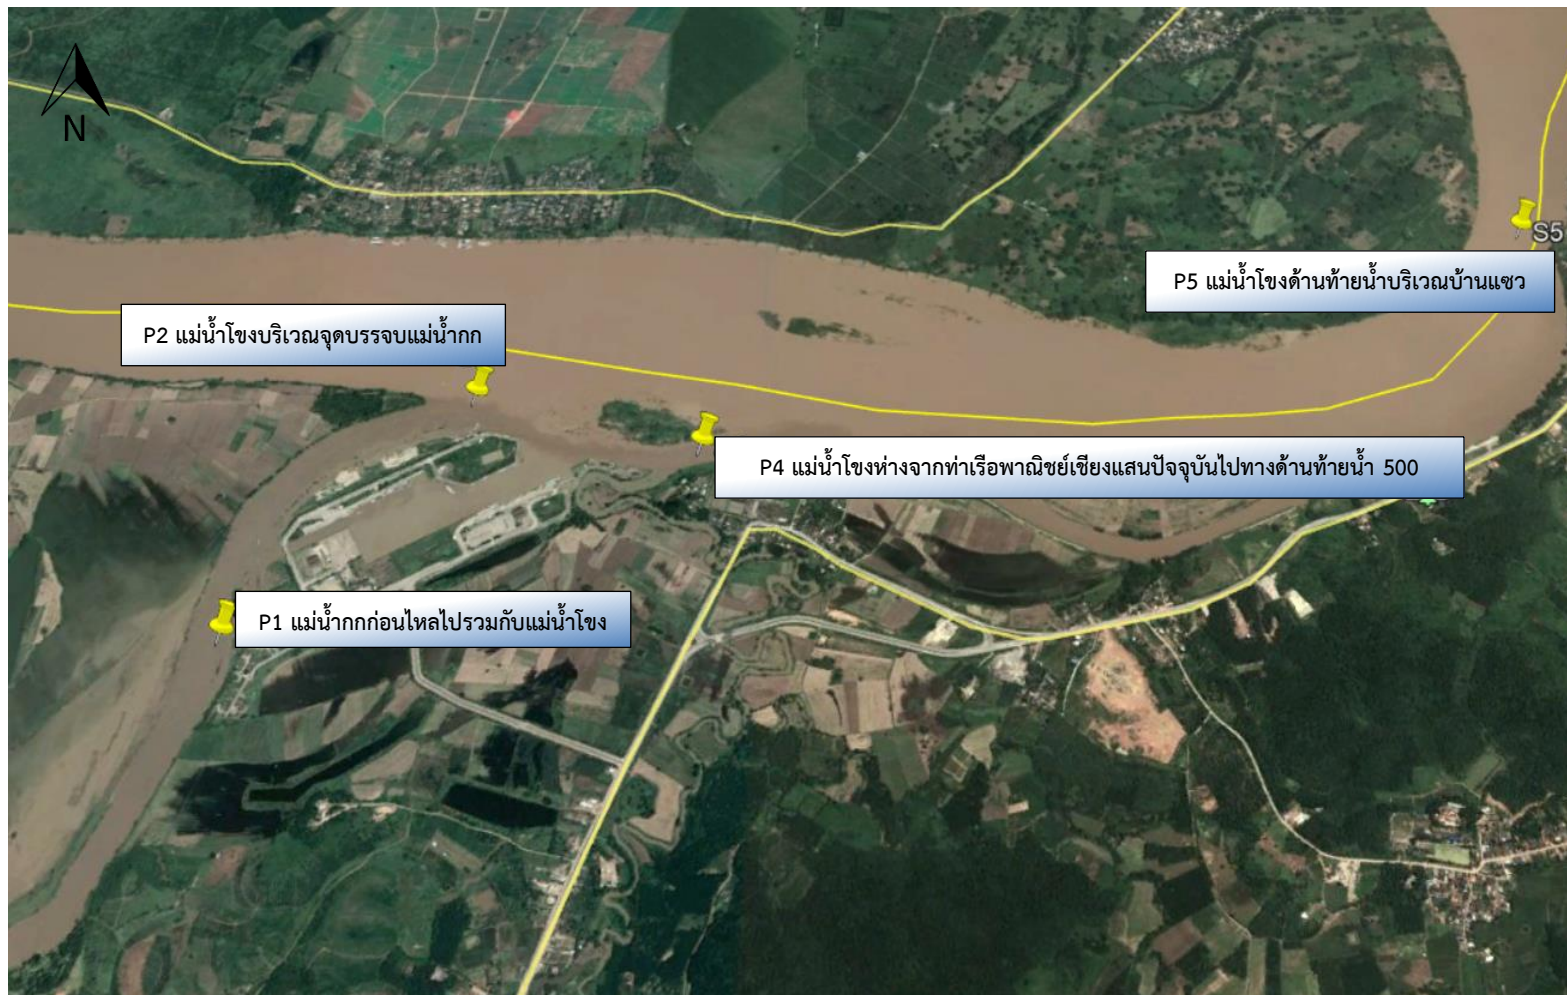 N
S5
P5 แม่น้ำโขงด้านท้ายน้ำบริเวณบ้านแซว
P2 แม่น้ำโขงบริเวณจุดบรรจบแม่น้ำกก
P4 แม่น้ำโขงห่างจากท่าเรือพาณิชย์เชียงแสนปัจจุบันไปทางด้านท้ายน้ำ 500
P1 แม่น้ำกกก่อนไหลไปรวมกับแม่น้ำโขง